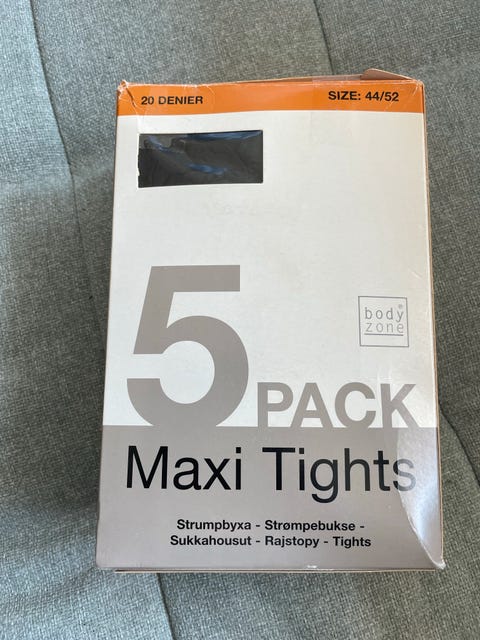 20 DENIER
SIZE: 44/52
body®
zone
5 PACK
Maxi Tights
Strumpbyxa - Strømpebukse -
Sukkahousut - Rajstopy - Tights